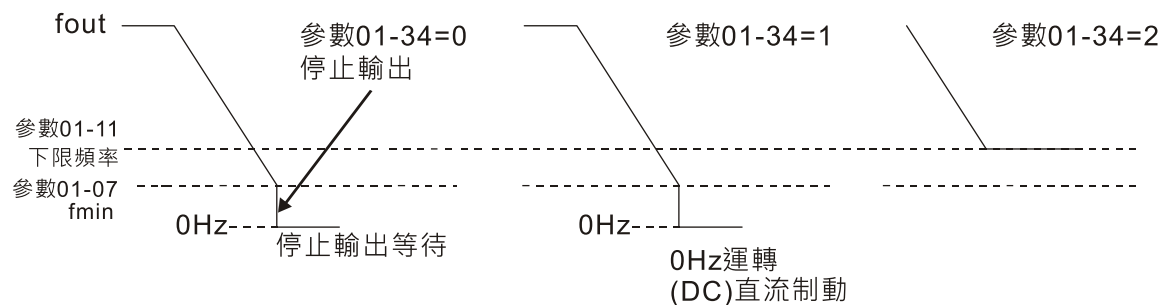 fout
參數01-34=0
停止輸出
參數01-34=1
參數01-34=2
參數01-11
下限頻率
參數01-07
fmin
0Hz
停止輸出等待
0Hz
0Hz運轉
(DC)直流制動